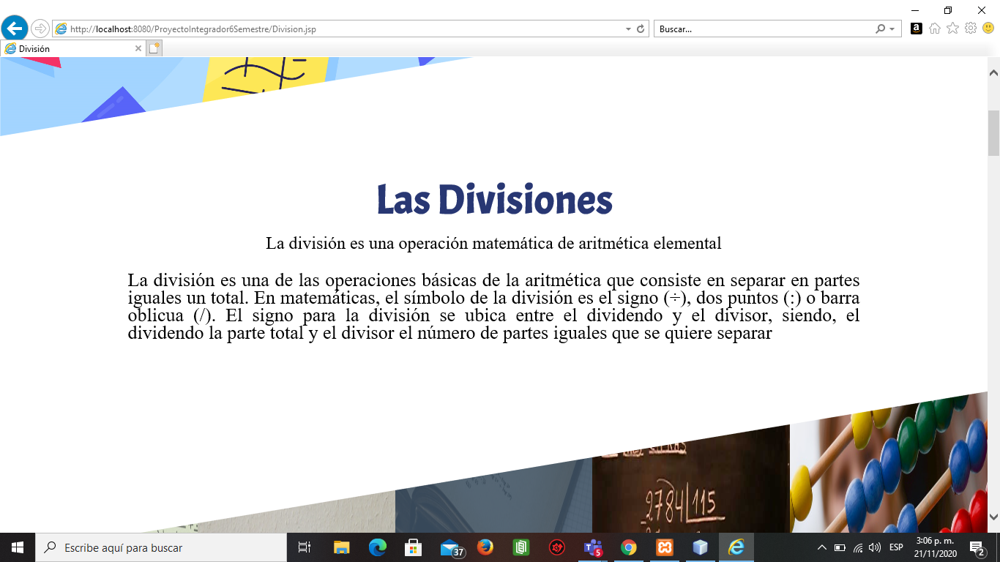 http://localhost:8080/ProyectoIntegrador6Semestre/Division.jsp
Buscar...
División
Las Divisiones
La división es una operación matemática de aritmética elemental
La división es una de las operaciones básicas de la aritmética que consiste en separar en partes
iguales un total. En matemáticas, el símbolo de la división es el signo (÷), dos puntos (:) o barra
oblicua (/). El signo para la división se ubica entre el dividendo y el divisor, siendo, el
dividendo la parte total y el divisor el número de partes iguales que se quiere separar
2784 115
Escribe aquí para buscar
37
5
ESP
3:06 p. m.
21/11/2020
2